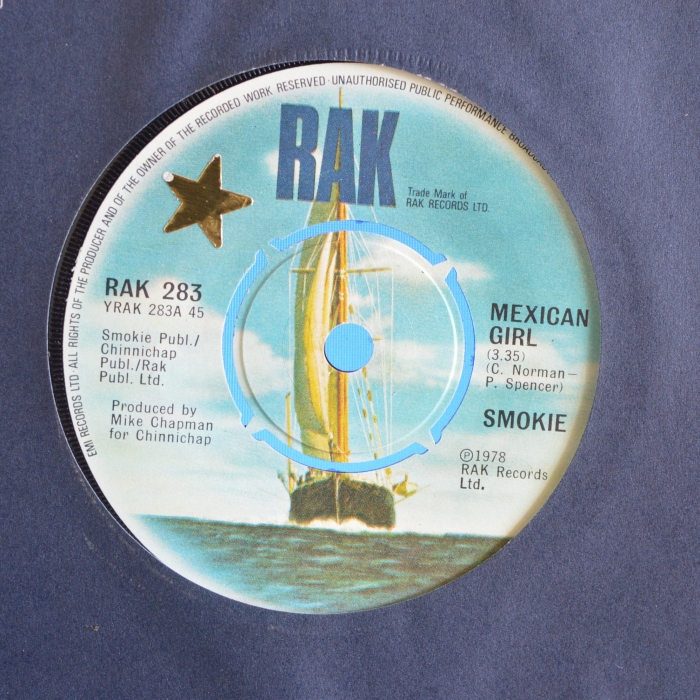 EMI RECORDS LTD· ALL RIGHTS OF THE PRODUCER AND OF THE OWNER OF THE RECORDED WORK RESERVED · UNAUTHORISED PUBLIC PERFORMANCE
RAK
Trade Mark of
RAK RECORDS LTD.
RAK 283
YRAK 283A 45
Smokie Publ./
Chinnichap
Publ./Rak
Publ. Ltd.
Produced by
Mike Chapman
for Chinnichap
MEXICAN
GIRL
(3.35)
(C. Norman–
P. Spencer)
SMOKIE
Ⓟ1978
RAK Records
Ltd.